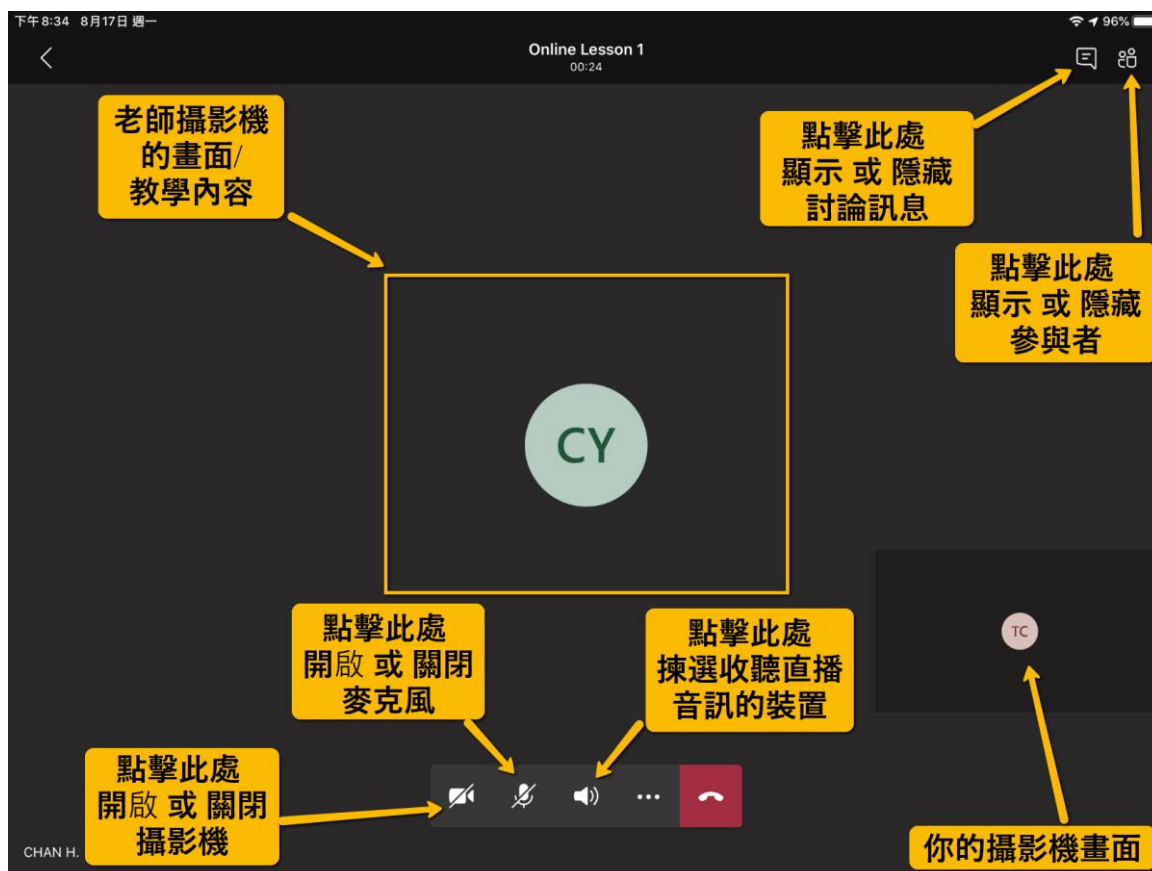 下午8:34 8月17日 週一
96%
Online Lesson 1
00:24
老師攝影機
的畫面/
教學內容
點擊此處
顯示 或 隱藏
討論訊息
點擊此處
顯示 或 隱藏
參與者
CY
點擊此處
開啟 或 關閉
麥克風
點擊此處
揀選收聽直播
音訊的裝置
TC
點擊此處
開啟 或 關閉
攝影機
你的攝影機畫面
CHAN H.